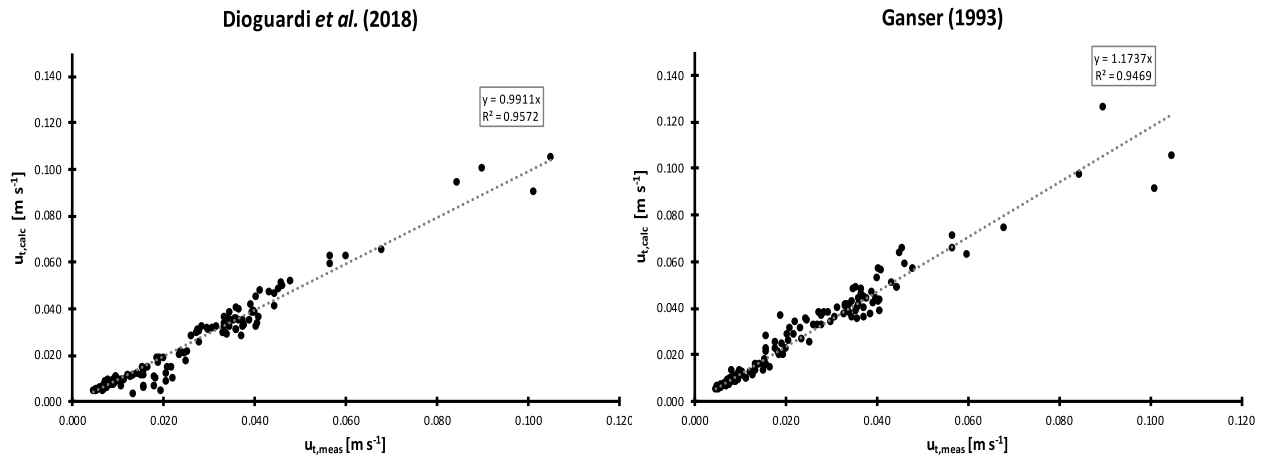 Dioguardi et al. (2018)
0.140
0.120
0.100
0.080
0.060
0.040
0.020
0.000
u_t,calc [m s⁻¹]
y = 0.9911x
R² = 0.9572
0.000 0.020 0.040 0.060 0.080 0.100 0.120
u_t,meas [m s⁻¹]
Ganser (1993)
0.140
0.120
0.100
0.080
0.060
0.040
0.020
0.000
u_t,calc [m s⁻¹]
y = 1.1737x
R² = 0.9469
0.000 0.020 0.040 0.060 0.080 0.100 0.120
u_t,meas [m s⁻¹]